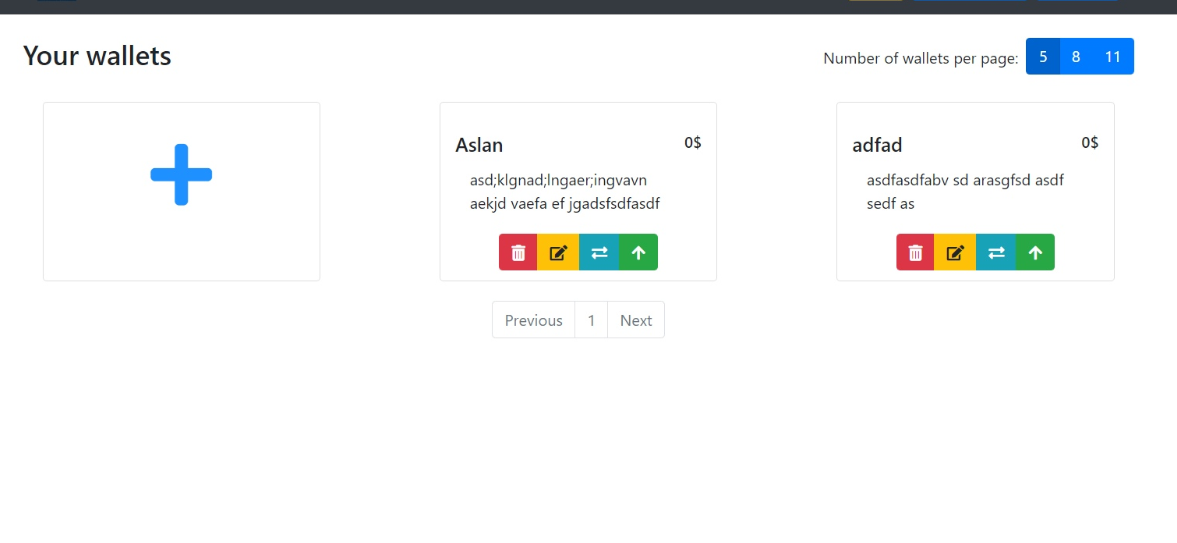 Your wallets
Number of wallets per page: 5 8 11
Aslan 0$
asd;klgnad;lngaer;ingvavn
aekjd vaefa ef jgadsfsdfasdf
adfad 0$
asdfasdfabv sd arasgfsd asdf
sedf as
Previous 1 Next